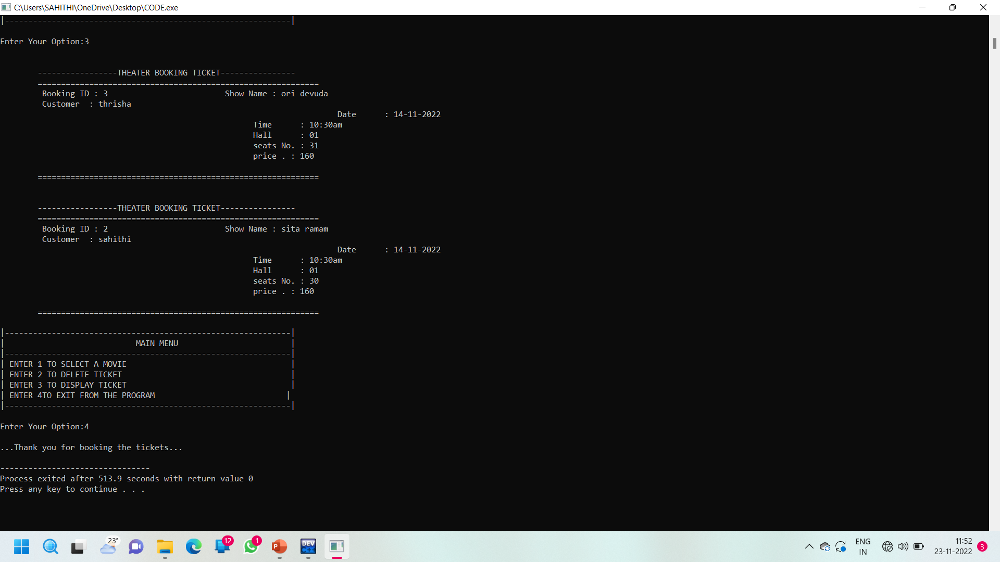 C:\Users\SAHITHI\OneDrive\Desktop\CODE.exe
|-------------------------------------------------------------|
Enter Your Option:3
-----------------THEATER BOOKING TICKET----------------
============================================================
Booking ID : 3 Show Name : ori devuda
Customer : thrisha
Date : 14-11-2022
Time : 10:30am
Hall : 01
seats No. : 31
price . : 160
============================================================
-----------------THEATER BOOKING TICKET----------------
============================================================
Booking ID : 2 Show Name : sita ramam
Customer : sahithi
Date : 14-11-2022
Time : 10:30am
Hall : 01
seats No. : 30
price . : 160
============================================================
|-------------------------------------------------------------|
| MAIN MENU |
|-------------------------------------------------------------|
| ENTER 1 TO SELECT A MOVIE |
| ENTER 2 TO DELETE TICKET |
| ENTER 3 TO DISPLAY TICKET |
| ENTER 4TO EXIT FROM THE PROGRAM |
|-------------------------------------------------------------|
Enter Your Option:4
...Thank you for booking the tickets...
--------------------------------
Process exited after 513.9 seconds with return value 0
Press any key to continue . . .
23°
12
1
P
DEV
C++
ENG
IN
11:52
23-11-2022
3